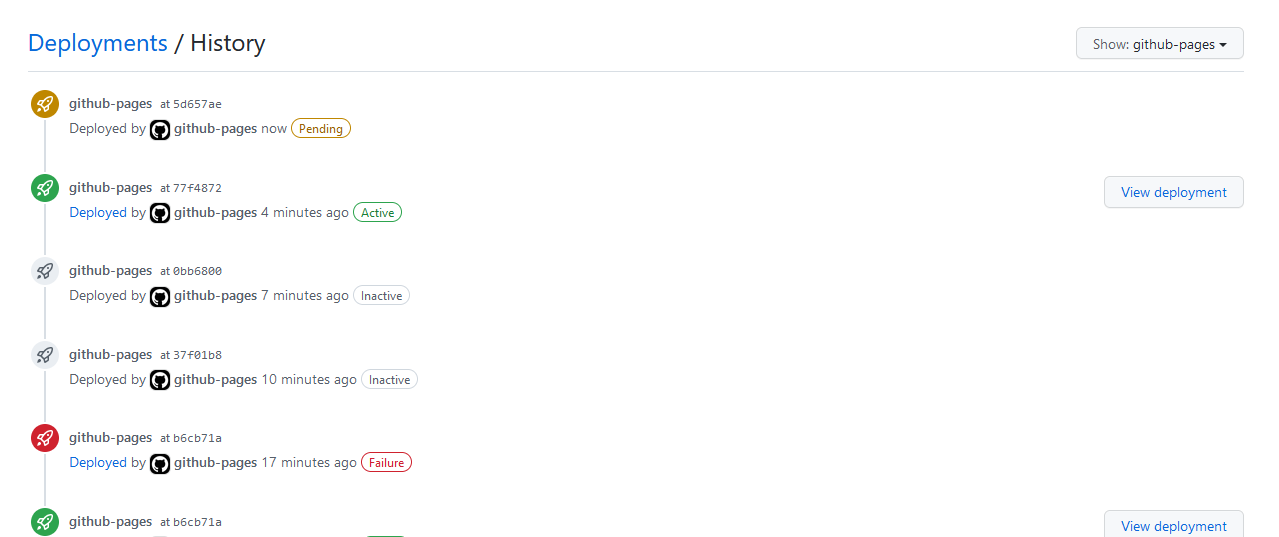 Deployments / History
Show: github-pages
github-pages at 5d657ae
Deployed by github-pages now Pending
github-pages at 77f4872
View deployment
Deployed by github-pages 4 minutes ago Active
github-pages at 0bb6800
Deployed by github-pages 7 minutes ago Inactive
github-pages at 37f01b8
Deployed by github-pages 10 minutes ago Inactive
github-pages at b6cb71a
Deployed by github-pages 17 minutes ago Failure
github-pages at b6cb71a
View deployment